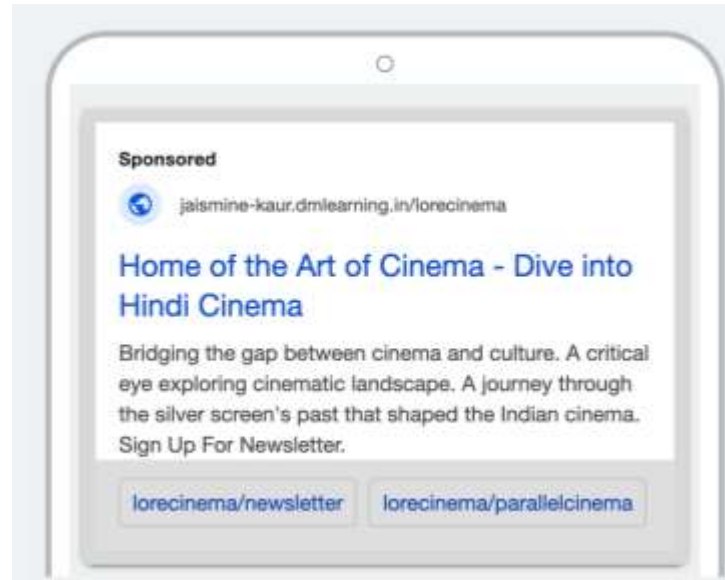 Sponsored
jaismine-kaur.dmlearning.in/lorecinema
Home of the Art of Cinema - Dive into
Hindi Cinema
Bridging the gap between cinema and culture. A critical
eye exploring cinematic landscape. A journey through
the silver screen's past that shaped the Indian cinema.
Sign Up For Newsletter.
lorecinema/newsletter
lorecinema/parallelcinema